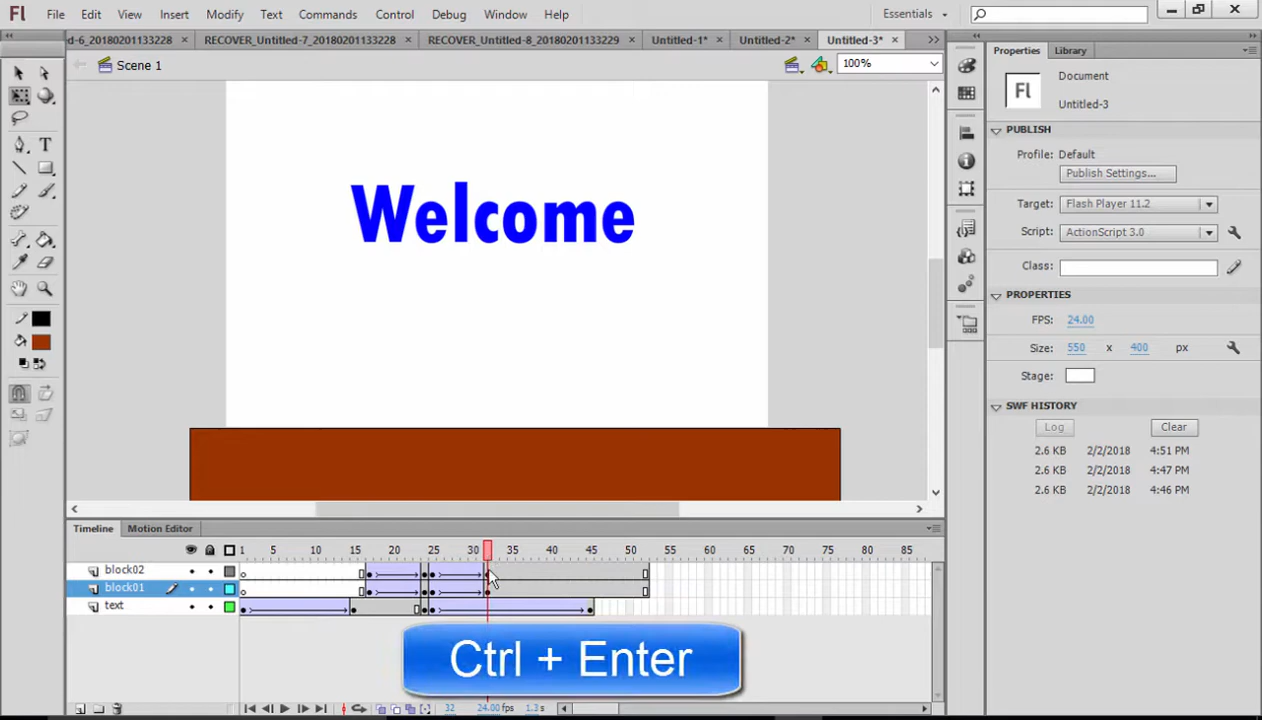 Fl File Edit View Insert Modify Text Commands Control Debug Window Help Essentials
d-6_20180201133228 × RECOVER_Untitled-7_20180201133228 × RECOVER_Untitled-8_20180201133229 × Untitled-1* × Untitled-2* × Untitled-3* ×
Scene 1 100%
Welcome
Properties Library
Fl Document
Untitled-3
PUBLISH
Profile: Default
Publish Settings...
Target: Flash Player 11.2
Script: ActionScript 3.0
Class:
PROPERTIES
FPS: 24.00
Size: 550 x 400 px
Stage:
SWF HISTORY
Log Clear
2.6 KB 2/2/2018 4:51 PM
2.6 KB 2/2/2018 4:47 PM
2.6 KB 2/2/2018 4:46 PM
Timeline Motion Editor
1 5 10 15 20 25 30 35 40 45 50 55 60 65 70 75 80 85
block02
block01
text
Ctrl + Enter
32 24.00 fps 1.3 s